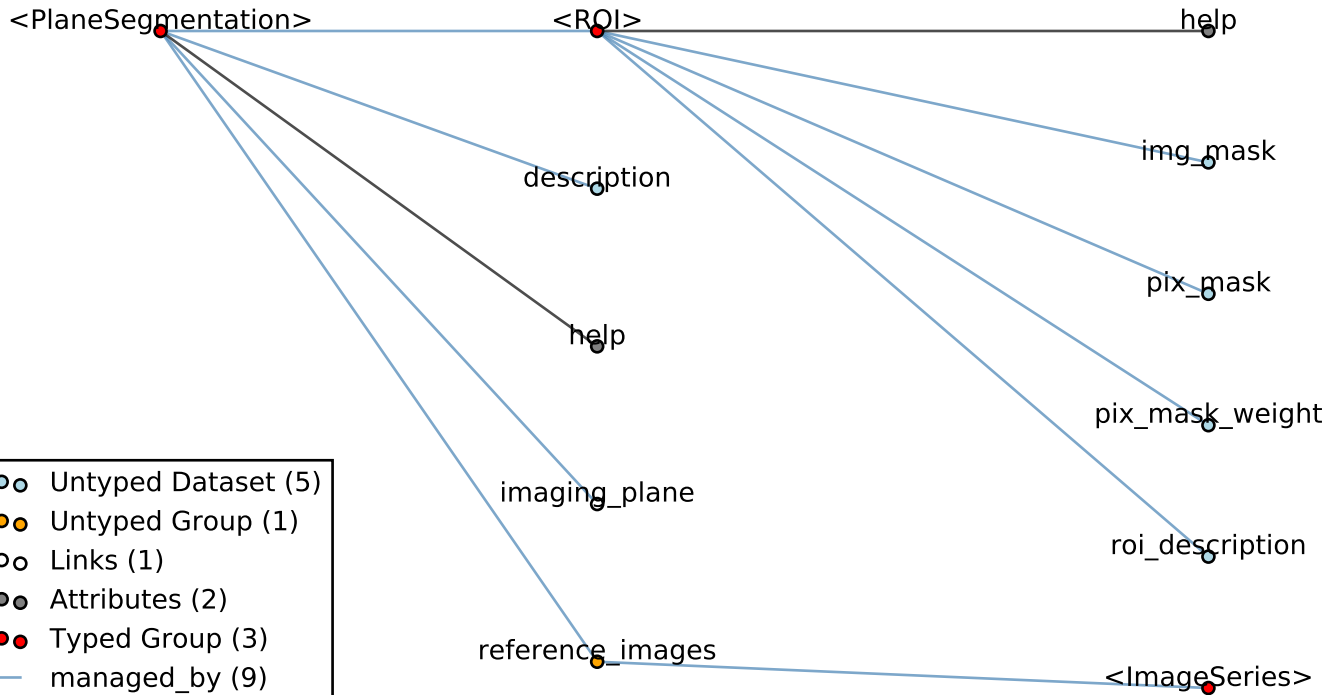 <PlaneSegmentation>
<ROI>
help
img_mask
description
pix_mask
help
pix_mask_weight
imaging_plane
roi_description
reference_images
<ImageSeries>
Untyped Dataset (5)
Untyped Group (1)
Links (1)
Attributes (2)
Typed Group (3)
managed_by (9)